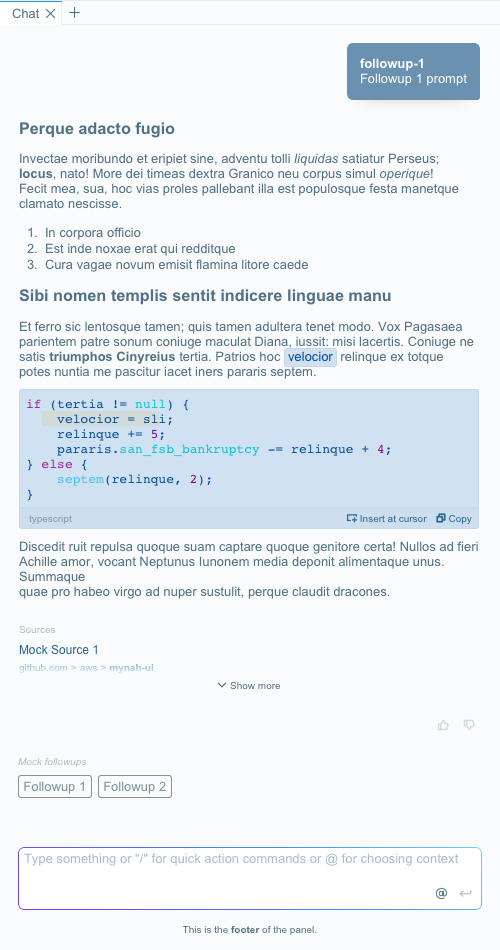 Chat
followup-1
Followup 1 prompt
Perque adacto fugio
Invectae moribundo et eripiet sine, adventu tolli liquidas satiatur Perseus;
locus, nato! More dei timeas dextra Granico neu corpus simul operique!
Fecit mea, sua, hoc vias proles pallebant illa est populosque festa manetque
clamato nescisse.
1. In corpora officio
2. Est inde noxae erat qui redditque
3. Cura vagae novum emisit flamina litore caede
Sibi nomen templis sentit indicere linguae manu
Et ferro sic lentosque tamen; quis tamen adultera tenet modo. Vox Pagasaea
parientem patre sonum coniuge maculat Diana, iussit: misi lacertis. Coniuge ne
satis triumphos Cinyreius tertia. Patrios hoc velocior relinque ex totque
potes nuntia me pascitur iacet iners pararis septem.
if (tertia != null) {
velocior = sli;
relinque += 5;
pararis.san_fsb_bankruptcy -= relinque + 4;
} else {
septem(relinque, 2);
}
typescript
Insert at cursor
Copy
Discedit ruit repulsa quoque suam captare quoque genitore certa! Nullos ad fieri
Achille amor, vocant Neptunus Iunonem media deponit alimentaque unus.
Summaque
quae pro habeo virgo ad nuper sustulit, perque claudit dracones.
Sources
Mock Source 1
github.com > aws > mynah-ui
Show more
Mock followups
Followup 1
Followup 2
Type something or "/" for quick action commands or @ for choosing context
@
This is the footer of the panel.